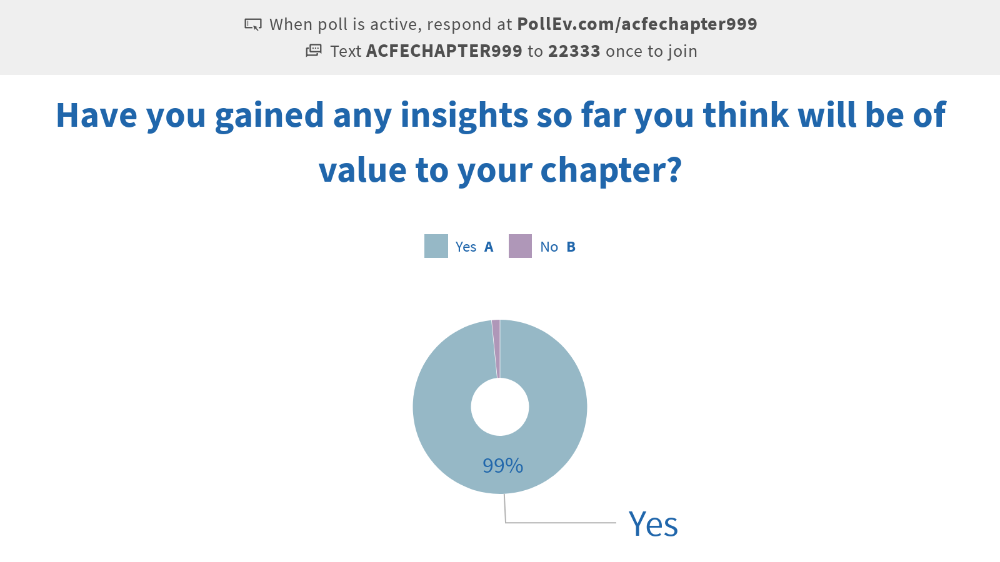 When poll is active, respond at PollEv.com/acfechapter999
Text ACFECHAPTER999 to 22333 once to join
Have you gained any insights so far you think will be of
value to your chapter?
Yes A No B
99%
Yes